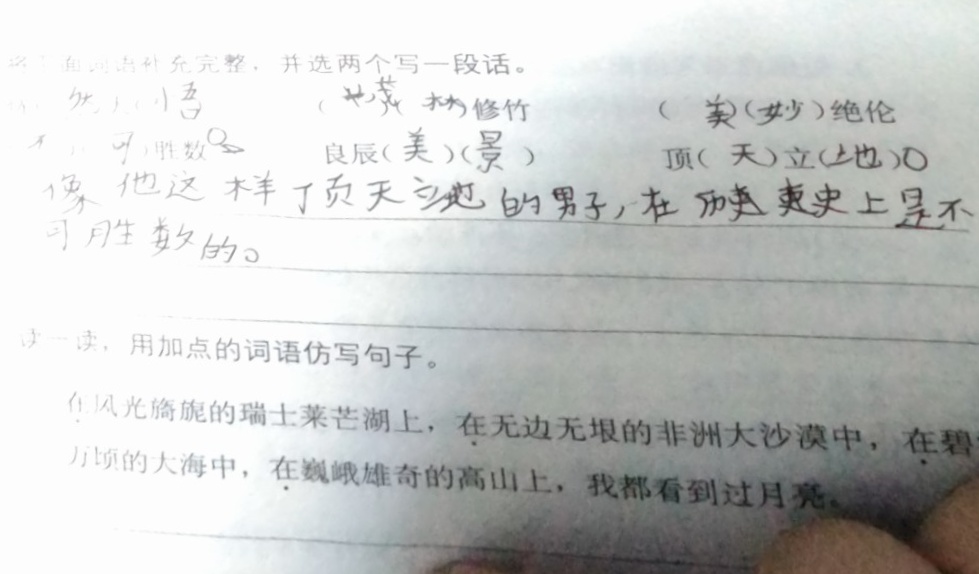 面词语补充完整，并选两个写一段话。
然大(悟 (茂林)修竹 (美)(妙)绝伦
不 可)胜数。 良辰(美)(景) 顶(天)立(地)。
像他这样顶天立地的男子，在历史上是不
可胜数的。
读一读，用加点的词语仿写句子。
在风光旖旎的瑞士莱芒湖上，在无边无垠的非洲大沙漠中，在碧
万顷的大海中，在巍峨雄奇的高山上，我都看到过月亮。